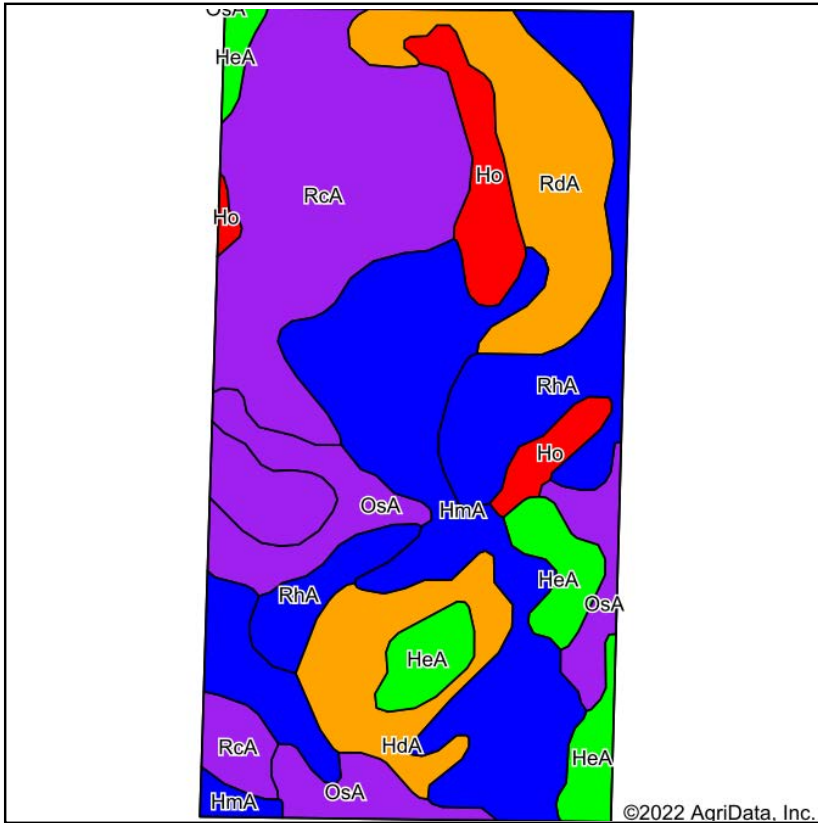 OsA
HeA
Ho
RdA
RcA
Ho
RhA
Ho
OsA
HmA
HeA
RhA
OsA
HeA
HdA
RcA
HeA
OsA
HmA
©2022 AgriData, Inc.